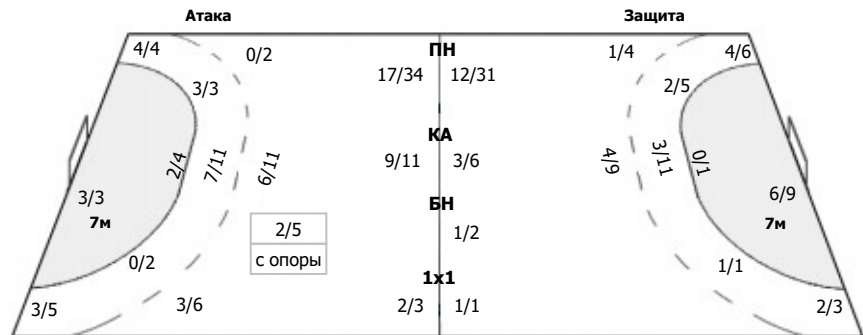 Атака Защита
4/4 0/2 ПН 1/4 4/6
3/3 17/34 12/31 2/5
КА
2/4 7/11 6/11 9/11 3/6 4/9 3/11 0/1
3/3 БН 6/9
7м 2/5 1/2 7м
с опоры
0/2 1x1 1/1
3/5 3/6 2/3 1/1 2/3